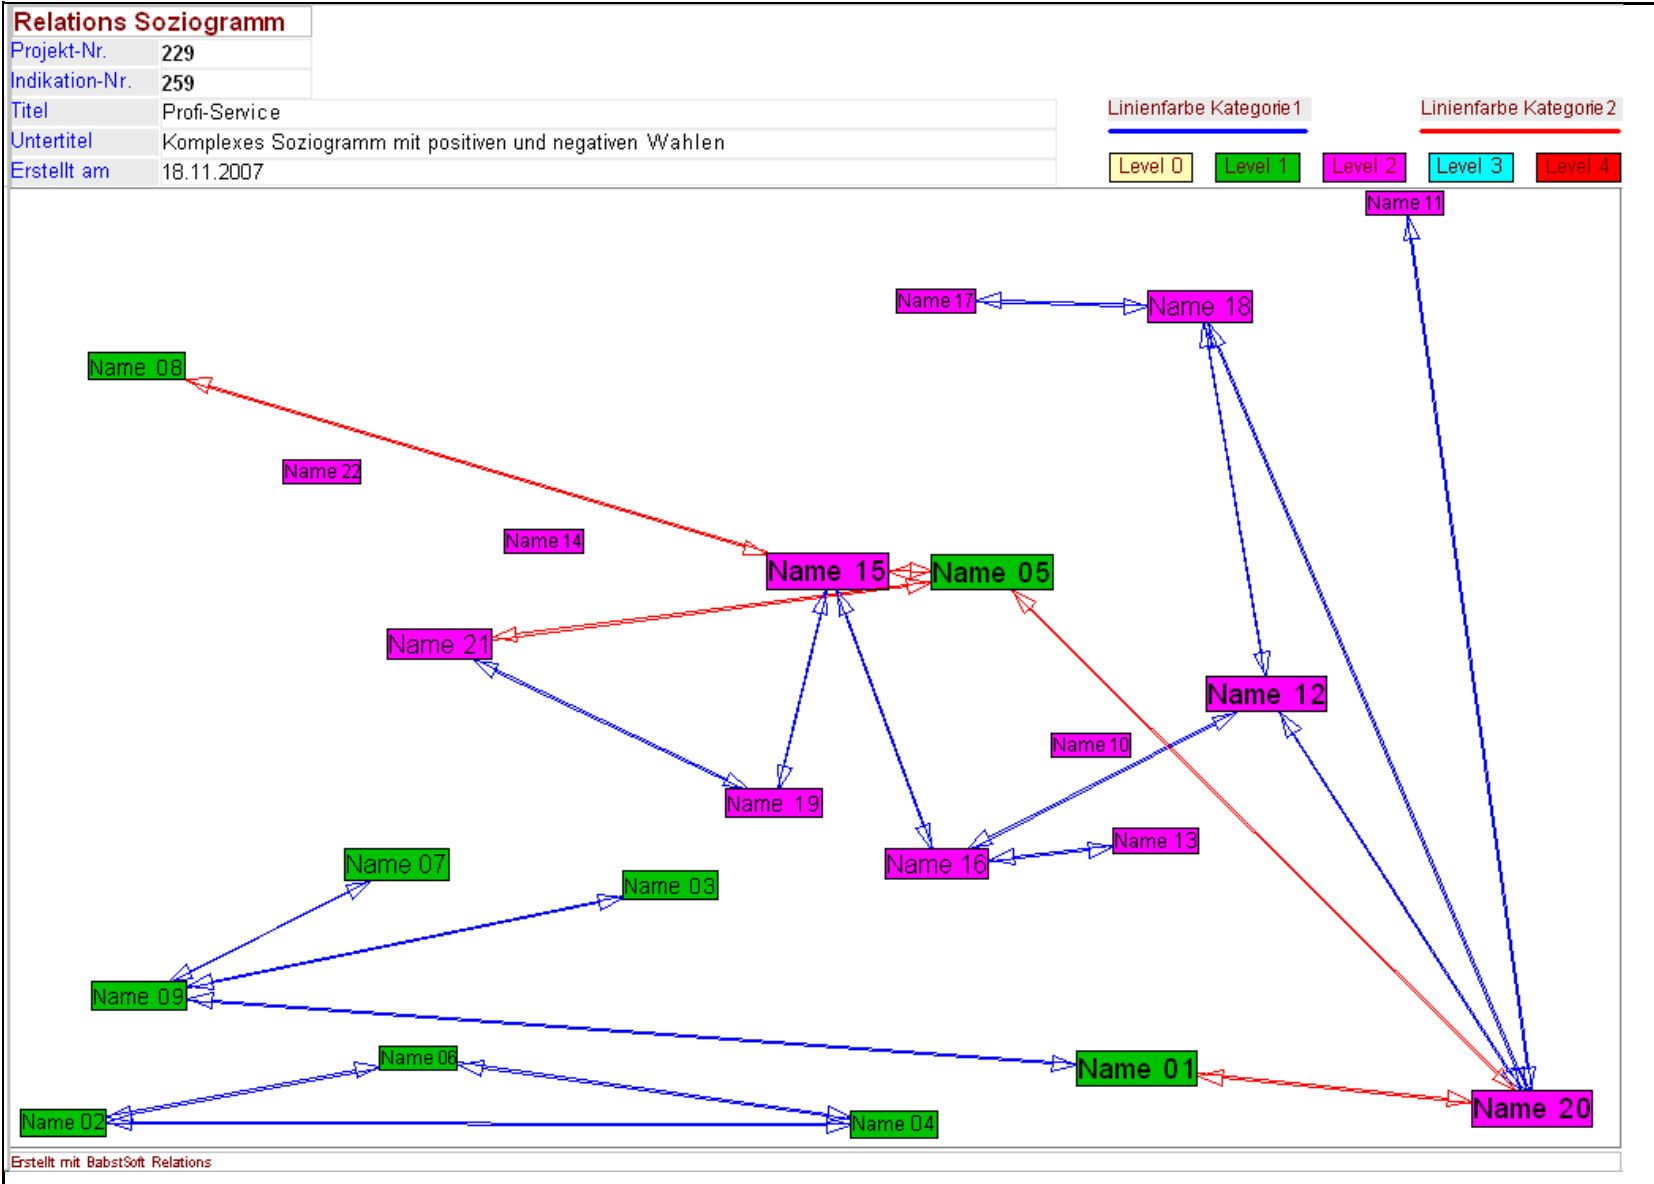 Relations Soziogramm
Projekt-Nr. 229
Indikation-Nr. 259
Titel Profi-Service
Untertitel Komplexes Soziogramm mit positiven und negativen Wahlen
Erstellt am 18.11.2007
Linienfarbe Kategorie1 Linienfarbe Kategorie2
Level 0 Level 1 Level 2 Level 3 Level 4
Name 11
Name 17 Name 18
Name 08
Name 22
Name 14
Name 15 Name 05
Name 21
Name 12
Name 10
Name 19
Name 13
Name 07 Name 16
Name 03
Name 09
Name 06
Name 01
Name 20
Name 02 Name 04
Erstellt mit BabstSoft Relations